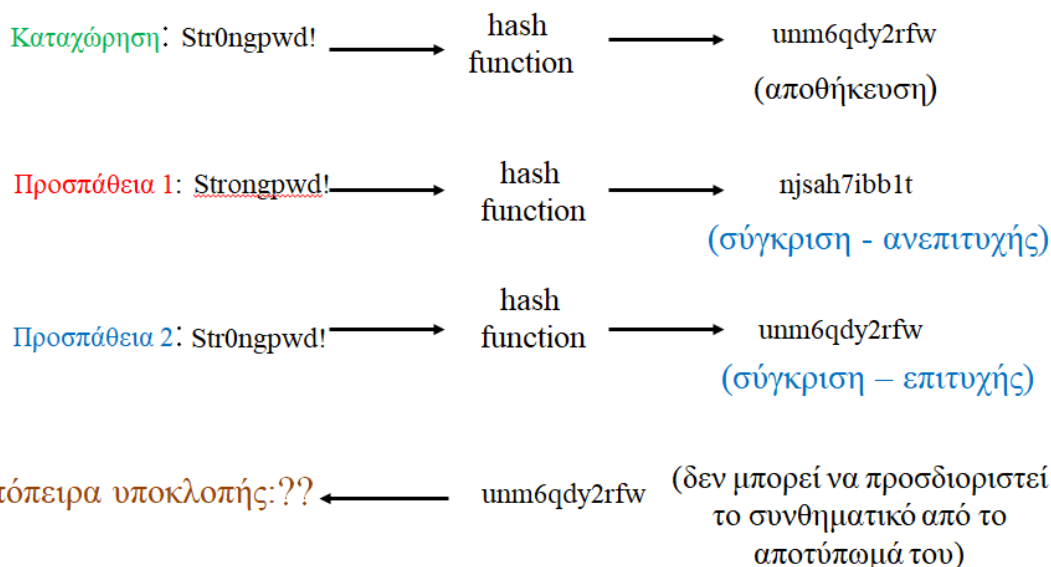 Καταχώρηση: Str0ngpwd! hash function unm6qdy2rfw
(αποθήκευση)
Προσπάθεια 1: Strongpwd! hash function njsah7ibb1t
(σύγκριση - ανεπιτυχής)
Προσπάθεια 2: Str0ngpwd! hash function unm6qdy2rfw
(σύγκριση – επιτυχής)
τόπειρα υποκλοπής:?? unm6qdy2rfw (δεν μπορεί να προσδιοριστεί
το συνθηματικό από το
αποτύπωμά του)